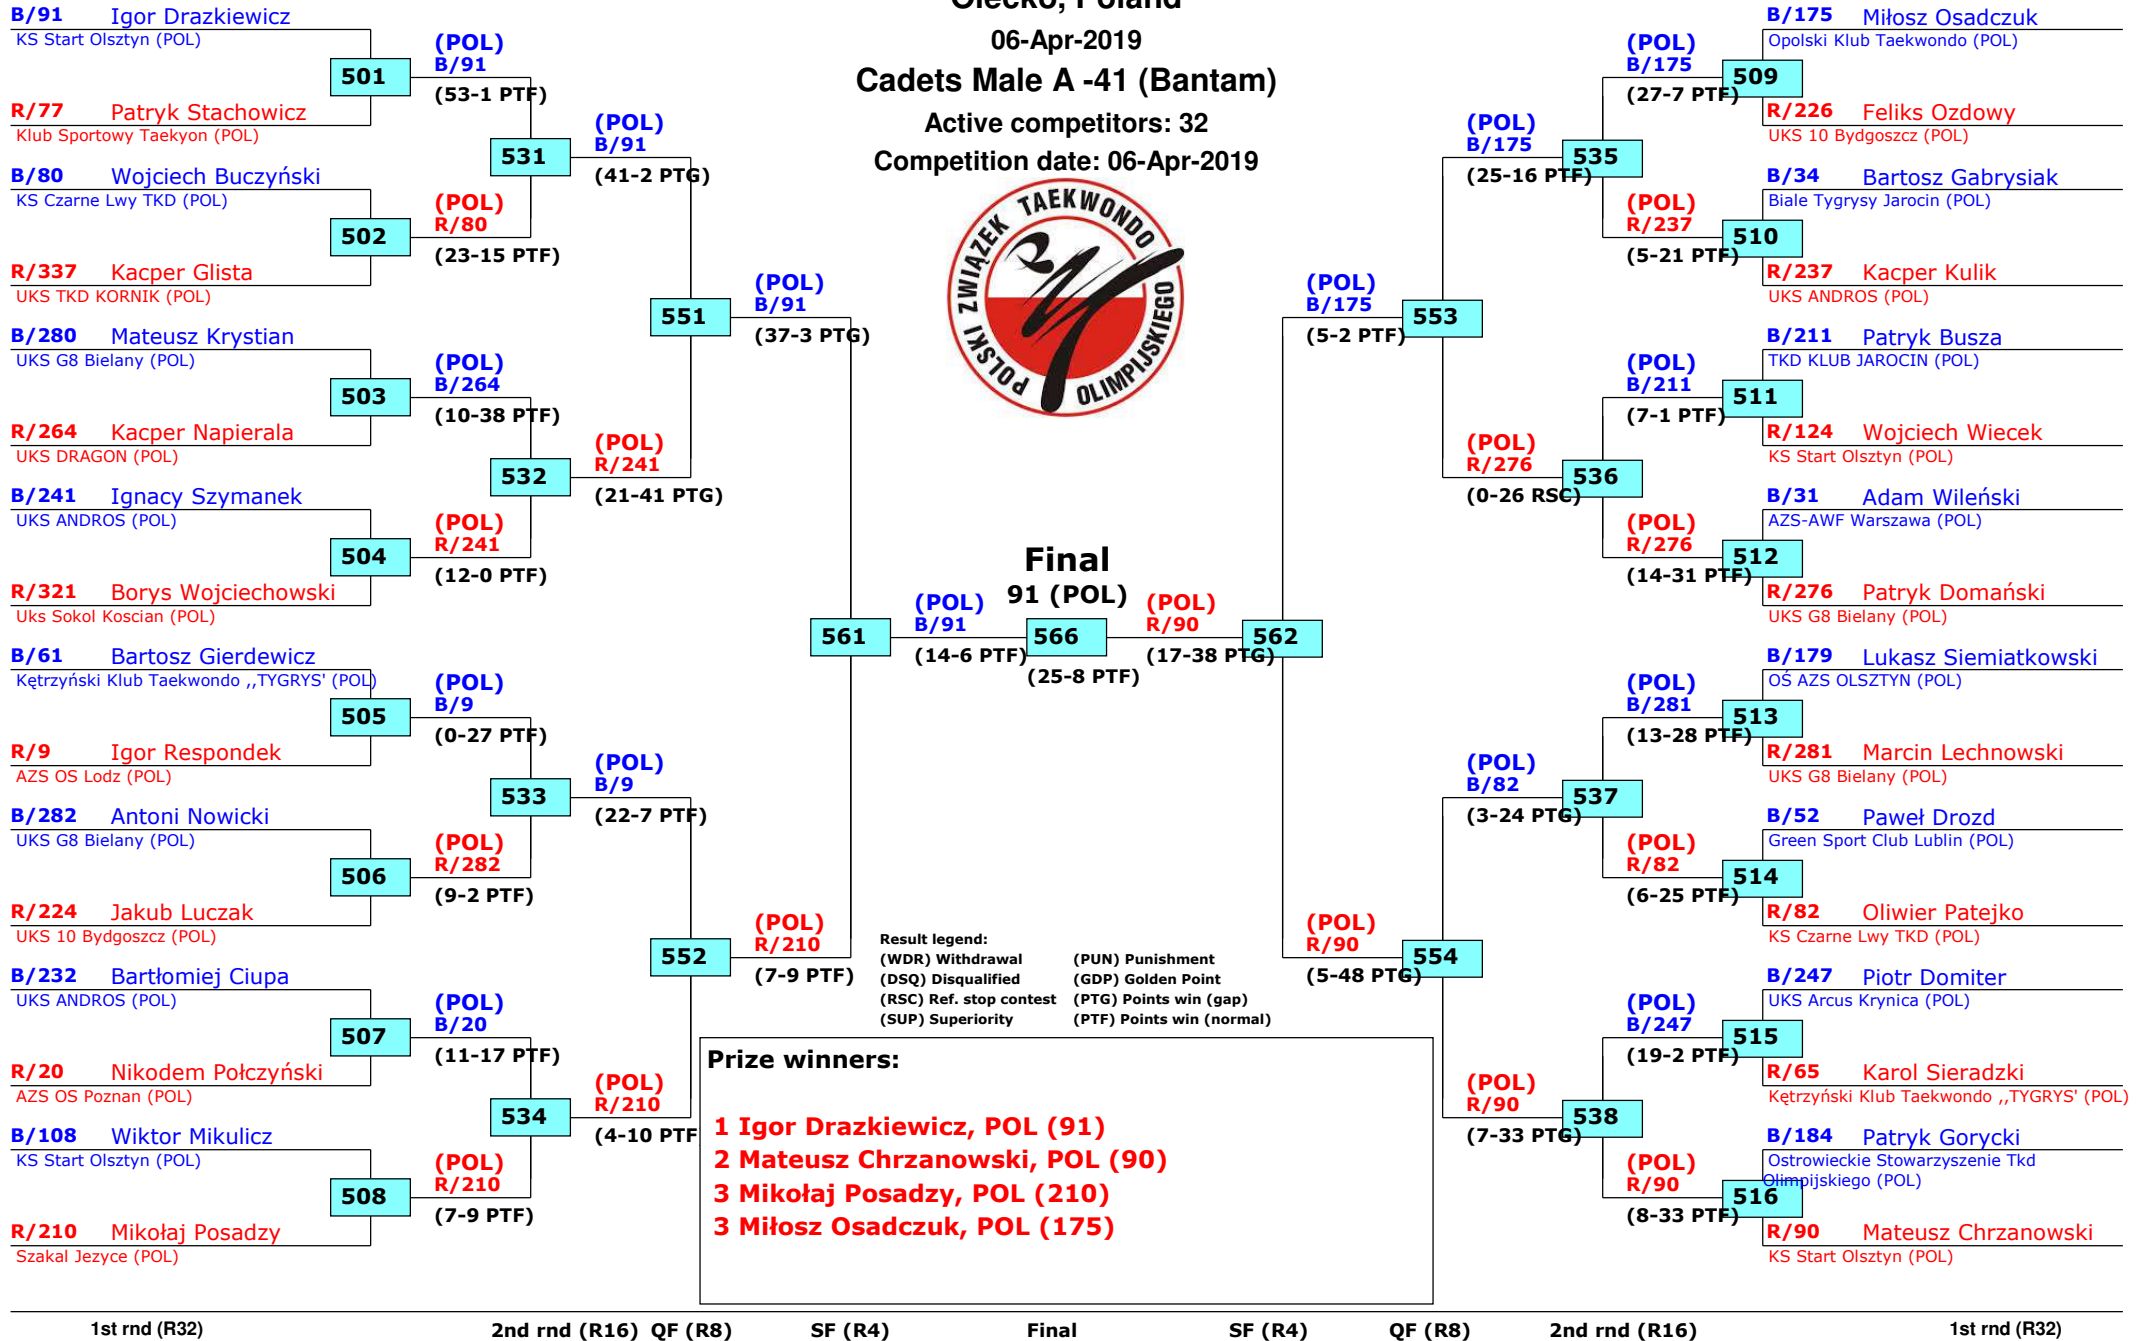 Olecko, Poland
06-Apr-2019
Cadets Male A -41 (Bantam)
Active competitors: 32
Competition date: 06-Apr-2019
POLSKI ZWIĄZEK TAEKWONDO OLIMPIJSKIEGO
B/91 Igor Drazkiewicz
KS Start Olsztyn (POL)
501
R/77 Patryk Stachowicz
Klub Sportowy Taekyon (POL)
B/80 Wojciech Buczyński
KS Czarne Lwy TKD (POL)
502
R/337 Kacper Glista
UKS TKD KORNIK (POL)
B/280 Mateusz Krystian
UKS G8 Bielany (POL)
503
R/264 Kacper Napierala
UKS DRAGON (POL)
B/241 Ignacy Szymanek
UKS ANDROS (POL)
504
R/321 Borys Wojciechowski
Uks Sokol Koscian (POL)
B/61 Bartosz Gierdewicz
Kętrzyński Klub Taekwondo ,,TYGRYS' (POL)
505
R/9 Igor Respondek
AZS OS Lodz (POL)
B/282 Antoni Nowicki
UKS G8 Bielany (POL)
506
R/224 Jakub Luczak
UKS 10 Bydgoszcz (POL)
B/232 Bartłomiej Ciupa
UKS ANDROS (POL)
507
R/20 Nikodem Połczyński
AZS OS Poznan (POL)
B/108 Wiktor Mikulicz
KS Start Olsztyn (POL)
508
R/210 Mikołaj Posadzy
Szakal Jezyce (POL)
(POL)
B/91
(53-1 PTF)
531
(POL)
R/80
(23-15 PTF)
(POL)
B/264
(10-38 PTF)
532
(POL)
R/241
(12-0 PTF)
(POL)
B/9
(0-27 PTF)
533
(POL)
R/282
(9-2 PTF)
(POL)
B/20
(11-17 PTF)
534
(POL)
R/210
(7-9 PTF)
(POL)
B/91
(41-2 PTG)
551
(POL)
R/241
(21-41 PTG)
(POL)
B/9
(22-7 PTF)
552
(POL)
R/210
(4-10 PTF
(POL)
B/91
(37-3 PTG)
561
(POL)
R/210
(7-9 PTF)
(POL)
B/91
(14-6 PTF)
Final
91 (POL)
566
(25-8 PTF)
(POL)
R/90
(17-38 PTG)
562
(POL)
B/175
(5-2 PTF)
553
(POL)
R/90
(5-48 PTG)
554
(POL)
B/175
(25-16 PTF)
535
(POL)
R/276
(0-26 RSC)
536
(POL)
B/82
(3-24 PTG)
537
(POL)
R/90
(7-33 PTG)
538
(POL)
B/175
(27-7 PTF)
(POL)
R/237
(5-21 PTF)
(POL)
B/211
(7-1 PTF)
(POL)
R/276
(14-31 PTF)
(POL)
B/281
(13-28 PTF)
(POL)
R/82
(6-25 PTF)
(POL)
B/247
(19-2 PTF)
(POL)
R/90
(8-33 PTF)
B/175 Miłosz Osadczuk
Opolski Klub Taekwondo (POL)
509
R/226 Feliks Ozdowy
UKS 10 Bydgoszcz (POL)
B/34 Bartosz Gabrysiak
Biale Tygrysy Jarocin (POL)
510
R/237 Kacper Kulik
UKS ANDROS (POL)
B/211 Patryk Busza
TKD KLUB JAROCIN (POL)
511
R/124 Wojciech Wiecek
KS Start Olsztyn (POL)
B/31 Adam Wileński
AZS-AWF Warszawa (POL)
512
R/276 Patryk Domański
UKS G8 Bielany (POL)
B/179 Lukasz Siemiatkowski
OŚ AZS OLSZTYN (POL)
513
R/281 Marcin Lechnowski
UKS G8 Bielany (POL)
B/52 Paweł Drozd
Green Sport Club Lublin (POL)
514
R/82 Oliwier Patejko
KS Czarne Lwy TKD (POL)
B/247 Piotr Domiter
UKS Arcus Krynica (POL)
515
R/65 Karol Sieradzki
Kętrzyński Klub Taekwondo ,,TYGRYS' (POL)
B/184 Patryk Gorycki
Ostrowieckie Stowarzyszenie Tkd
Olimpijskiego (POL)
516
R/90 Mateusz Chrzanowski
KS Start Olsztyn (POL)
Result legend:
(WDR) Withdrawal (PUN) Punishment
(DSQ) Disqualified (GDP) Golden Point
(RSC) Ref. stop contest (PTG) Points win (gap)
(SUP) Superiority (PTF) Points win (normal)
Prize winners:
1 Igor Drazkiewicz, POL (91)
2 Mateusz Chrzanowski, POL (90)
3 Mikołaj Posadzy, POL (210)
3 Miłosz Osadczuk, POL (175)
1st rnd (R32) 2nd rnd (R16) QF (R8) SF (R4) Final SF (R4) QF (R8) 2nd rnd (R16) 1st rnd (R32)